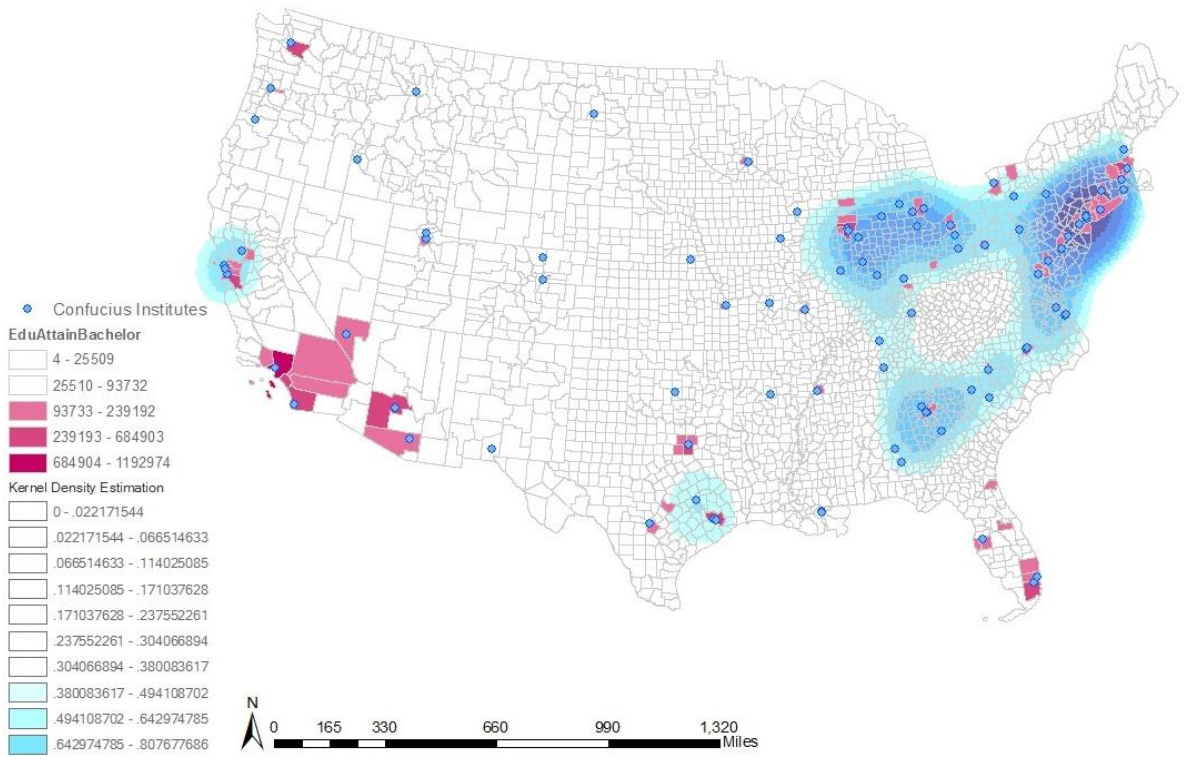 Confucius Institutes
EduAttainBachelor
4 - 25509
25510 - 93732
93733 - 239192
239193 - 684903
684904 - 1192974
Kernel Density Estimation
0 - .022171544
.022171544 - .066514633
.066514633 - .114025085
.114025085 - .171037628
.171037628 - .237552261
.237552261 - .304066894
.304066894 - .380083617
.380083617 - .494108702
.494108702 - .642974785
.642974785 - .807677686
N
0 165 330 660 990 1,320
Miles